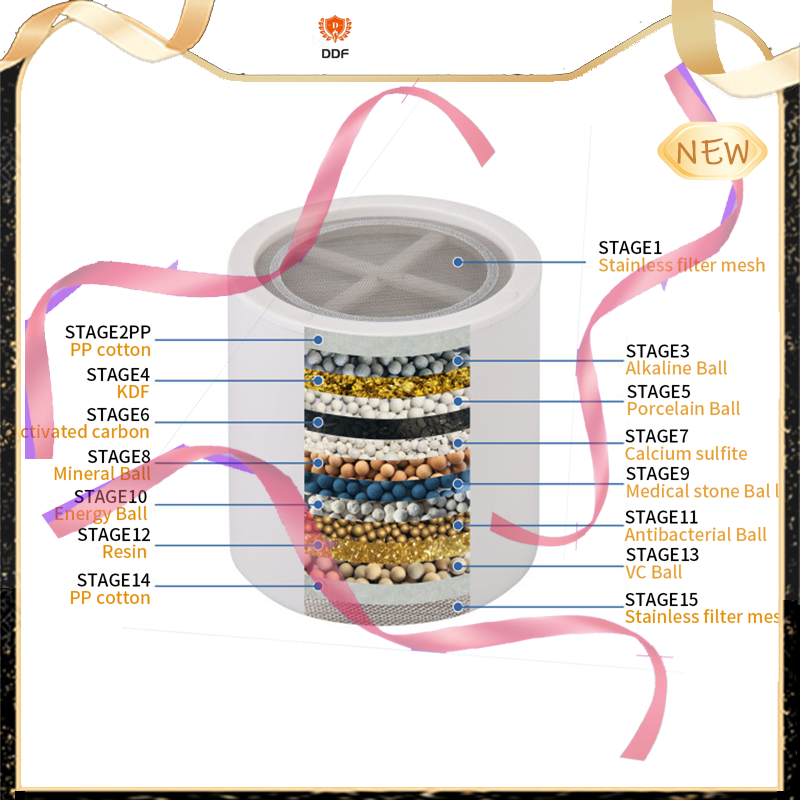 DDF
NEW
STAGE1
Stainless filter mesh
STAGE2PP
PP cotton
STAGE3
Alkaline Ball
STAGE4
KDF
STAGE5
Porcelain Ball
STAGE6
ctivated carbon
STAGE7
Calcium sulfite
STAGE8
Mineral Ball
STAGE9
Medical stone Bal l
STAGE10
Energy Ball
STAGE11
Antibacterial Ball
STAGE12
Resin
STAGE13
VC Ball
STAGE14
PP cotton
STAGE15
Stainless filter mes